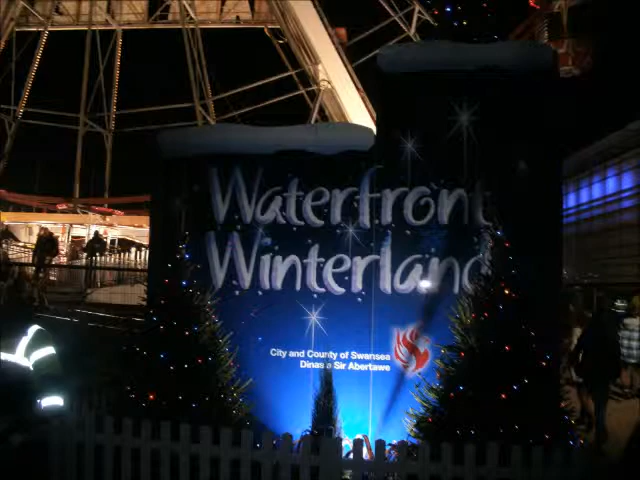 Waterfront
Winterland
City and County of Swansea
Dinas a Sir Abertawe